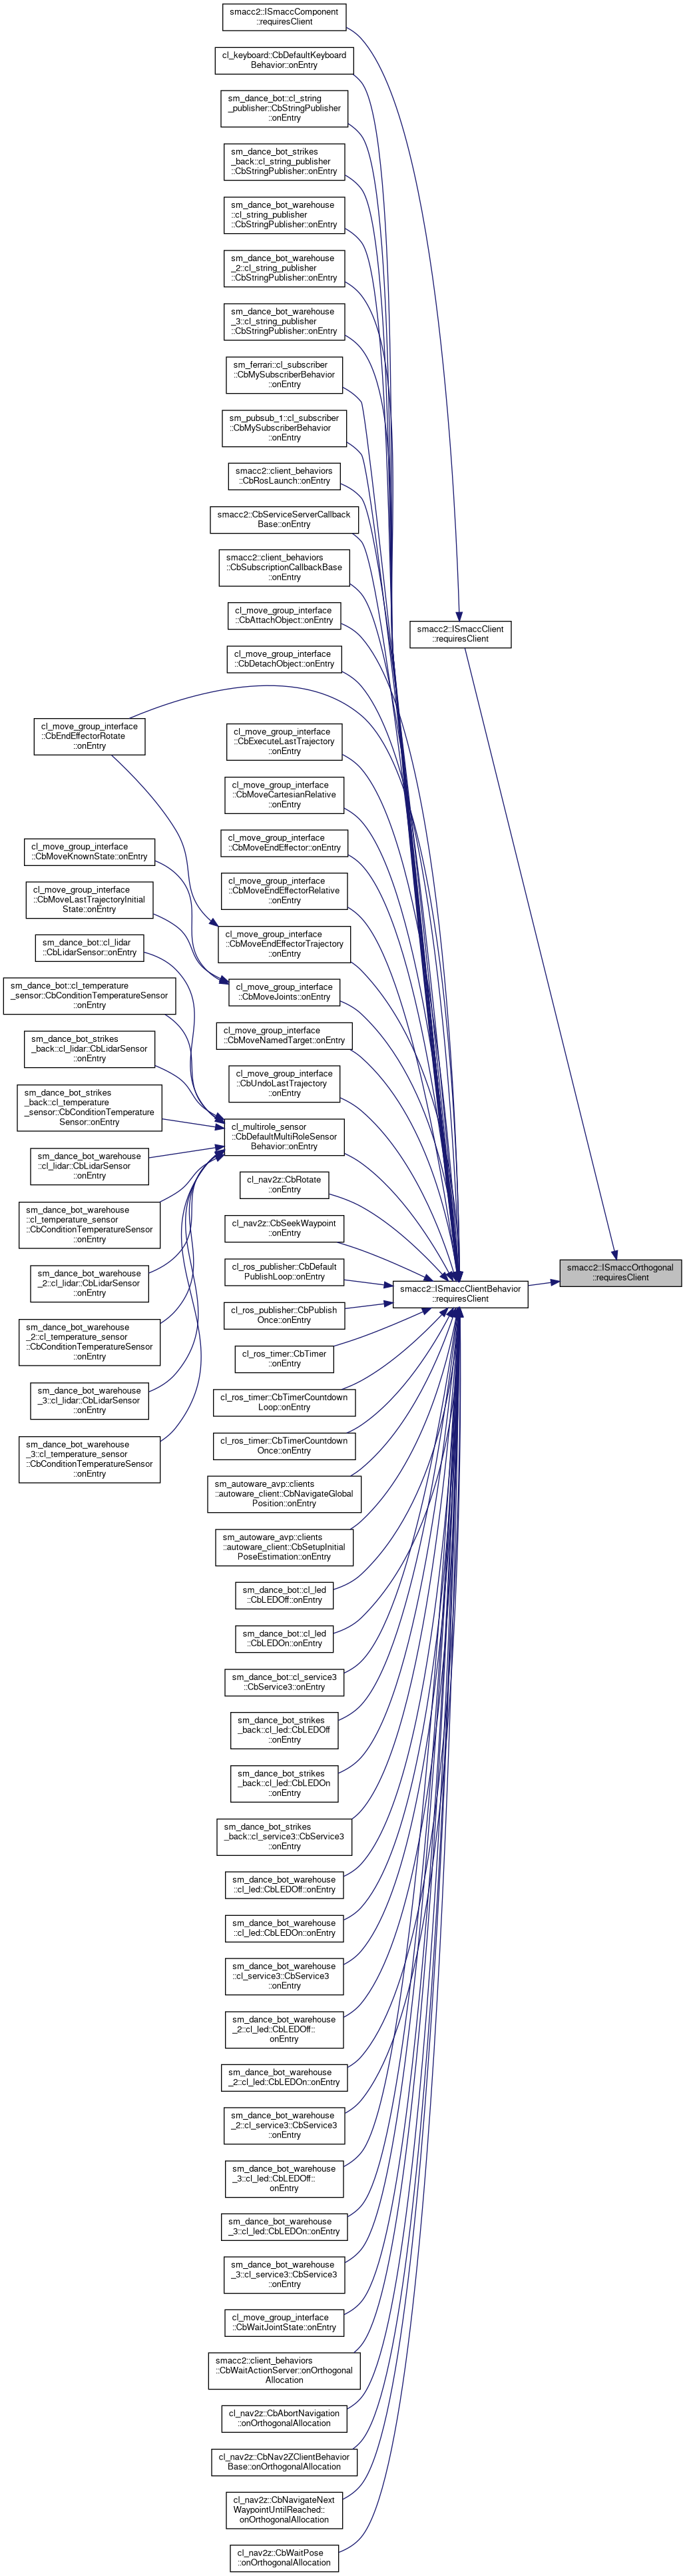 smacc2::ISmaccComponent
::requiresClient
cl_keyboard::CbDefaultKeyboard
Behavior::onEntry
sm_dance_bot::cl_string
_publisher::CbStringPublisher
::onEntry
sm_dance_bot_strikes
_back::cl_string_publisher
::CbStringPublisher::onEntry
sm_dance_bot_warehouse
::cl_string_publisher
::CbStringPublisher::onEntry
sm_dance_bot_warehouse
_2::cl_string_publisher
::CbStringPublisher::onEntry
sm_dance_bot_warehouse
_3::cl_string_publisher
::CbStringPublisher::onEntry
sm_ferrari::cl_subscriber
::CbMySubscriberBehavior
::onEntry
sm_pubsub_1::cl_subscriber
::CbMySubscriberBehavior
::onEntry
smacc2::client_behaviors
::CbRosLaunch::onEntry
smacc2::CbServiceServerCallback
Base::onEntry
smacc2::client_behaviors
::CbSubscriptionCallbackBase
::onEntry
cl_move_group_interface
::CbAttachObject::onEntry
smacc2::ISmaccClient
::requiresClient
cl_move_group_interface
::CbDetachObject::onEntry
cl_move_group_interface
::CbEndEffectorRotate
::onEntry
cl_move_group_interface
::CbExecuteLastTrajectory
::onEntry
cl_move_group_interface
::CbMoveCartesianRelative
::onEntry
cl_move_group_interface
::CbMoveEndEffector::onEntry
cl_move_group_interface
::CbMoveKnownState::onEntry
cl_move_group_interface
::CbMoveEndEffectorRelative
::onEntry
cl_move_group_interface
::CbMoveLastTrajectoryInitial
State::onEntry
cl_move_group_interface
::CbMoveEndEffectorTrajectory
::onEntry
sm_dance_bot::cl_lidar
::CbLidarSensor::onEntry
cl_move_group_interface
::CbMoveJoints::onEntry
sm_dance_bot::cl_temperature
_sensor::CbConditionTemperatureSensor
::onEntry
cl_move_group_interface
::CbMoveNamedTarget::onEntry
sm_dance_bot_strikes
_back::cl_lidar::CbLidarSensor
::onEntry
cl_move_group_interface
::CbUndoLastTrajectory
::onEntry
sm_dance_bot_strikes
_back::cl_temperature
_sensor::CbConditionTemperature
Sensor::onEntry
cl_multirole_sensor
::CbDefaultMultiRoleSensor
Behavior::onEntry
sm_dance_bot_warehouse
::cl_lidar::CbLidarSensor
::onEntry
cl_nav2z::CbRotate
::onEntry
sm_dance_bot_warehouse
::cl_temperature_sensor
::CbConditionTemperatureSensor
::onEntry
cl_nav2z::CbSeekWaypoint
::onEntry
sm_dance_bot_warehouse
_2::cl_lidar::CbLidarSensor
::onEntry
cl_ros_publisher::CbDefault
PublishLoop::onEntry
smacc2::ISmaccOrthogonal
::requiresClient
smacc2::ISmaccClientBehavior
::requiresClient
cl_ros_publisher::CbPublish
Once::onEntry
sm_dance_bot_warehouse
_2::cl_temperature_sensor
::CbConditionTemperatureSensor
::onEntry
cl_ros_timer::CbTimer
::onEntry
sm_dance_bot_warehouse
_3::cl_lidar::CbLidarSensor
::onEntry
cl_ros_timer::CbTimerCountdown
Loop::onEntry
sm_dance_bot_warehouse
_3::cl_temperature_sensor
::CbConditionTemperatureSensor
::onEntry
cl_ros_timer::CbTimerCountdown
Once::onEntry
sm_autoware_avp::clients
::autoware_client::CbNavigateGlobal
Position::onEntry
sm_autoware_avp::clients
::autoware_client::CbSetupInitial
PoseEstimation::onEntry
sm_dance_bot::cl_led
::CbLEDOff::onEntry
sm_dance_bot::cl_led
::CbLEDOn::onEntry
sm_dance_bot::cl_service3
::CbService3::onEntry
sm_dance_bot_strikes
_back::cl_led::CbLEDOff
::onEntry
sm_dance_bot_strikes
_back::cl_led::CbLEDOn
::onEntry
sm_dance_bot_strikes
_back::cl_service3::CbService3
::onEntry
sm_dance_bot_warehouse
::cl_led::CbLEDOff::onEntry
sm_dance_bot_warehouse
::cl_led::CbLEDOn::onEntry
sm_dance_bot_warehouse
::cl_service3::CbService3
::onEntry
sm_dance_bot_warehouse
_2::cl_led::CbLEDOff::
onEntry
sm_dance_bot_warehouse
_2::cl_led::CbLEDOn::onEntry
sm_dance_bot_warehouse
_2::cl_service3::CbService3
::onEntry
sm_dance_bot_warehouse
_3::cl_led::CbLEDOff::
onEntry
sm_dance_bot_warehouse
_3::cl_led::CbLEDOn::onEntry
sm_dance_bot_warehouse
_3::cl_service3::CbService3
::onEntry
cl_move_group_interface
::CbWaitJointState::onEntry
smacc2::client_behaviors
::CbWaitActionServer::onOrthogonal
Allocation
cl_nav2z::CbAbortNavigation
::onOrthogonalAllocation
cl_nav2z::CbNav2ZClientBehavior
Base::onOrthogonalAllocation
cl_nav2z::CbNavigateNext
WaypointUntilReached::
onOrthogonalAllocation
cl_nav2z::CbWaitPose
::onOrthogonalAllocation